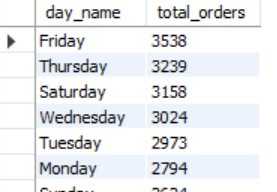 day_name total_orders
Friday 3538
Thursday 3239
Saturday 3158
Wednesday 3024
Tuesday 2973
Monday 2794